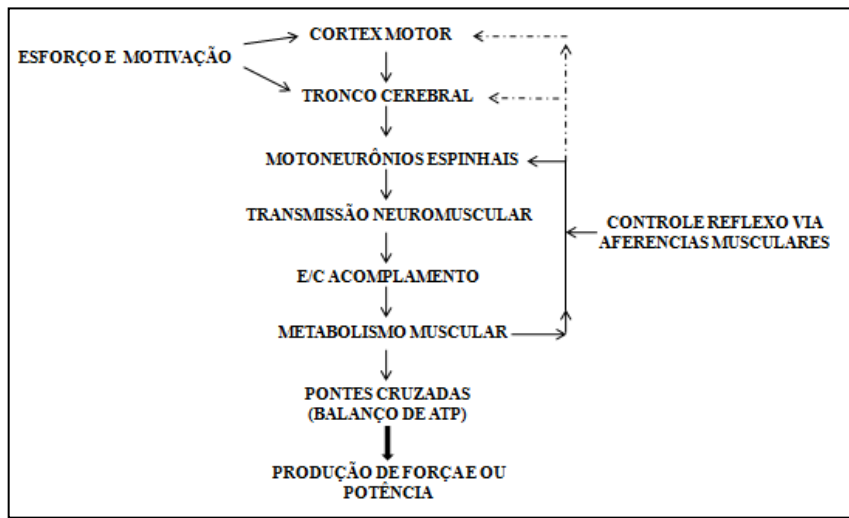 CORTEX MOTOR
ESFORÇO E MOTIVAÇÃO
TRONCO CEREBRAL
MOTONEURÔNIOS ESPINHAIS
TRANSMISSÃO NEUROMUSCULAR
CONTROLE REFLEXO VIA
AFERENCIAS MUSCULARES
E/C ACOMPLAMENTO
METABOLISMO MUSCULAR
PONTES CRUZADAS
(BALANÇO DE ATP)
PRODUÇÃO DE FORÇA E OU
POTÊNCIA